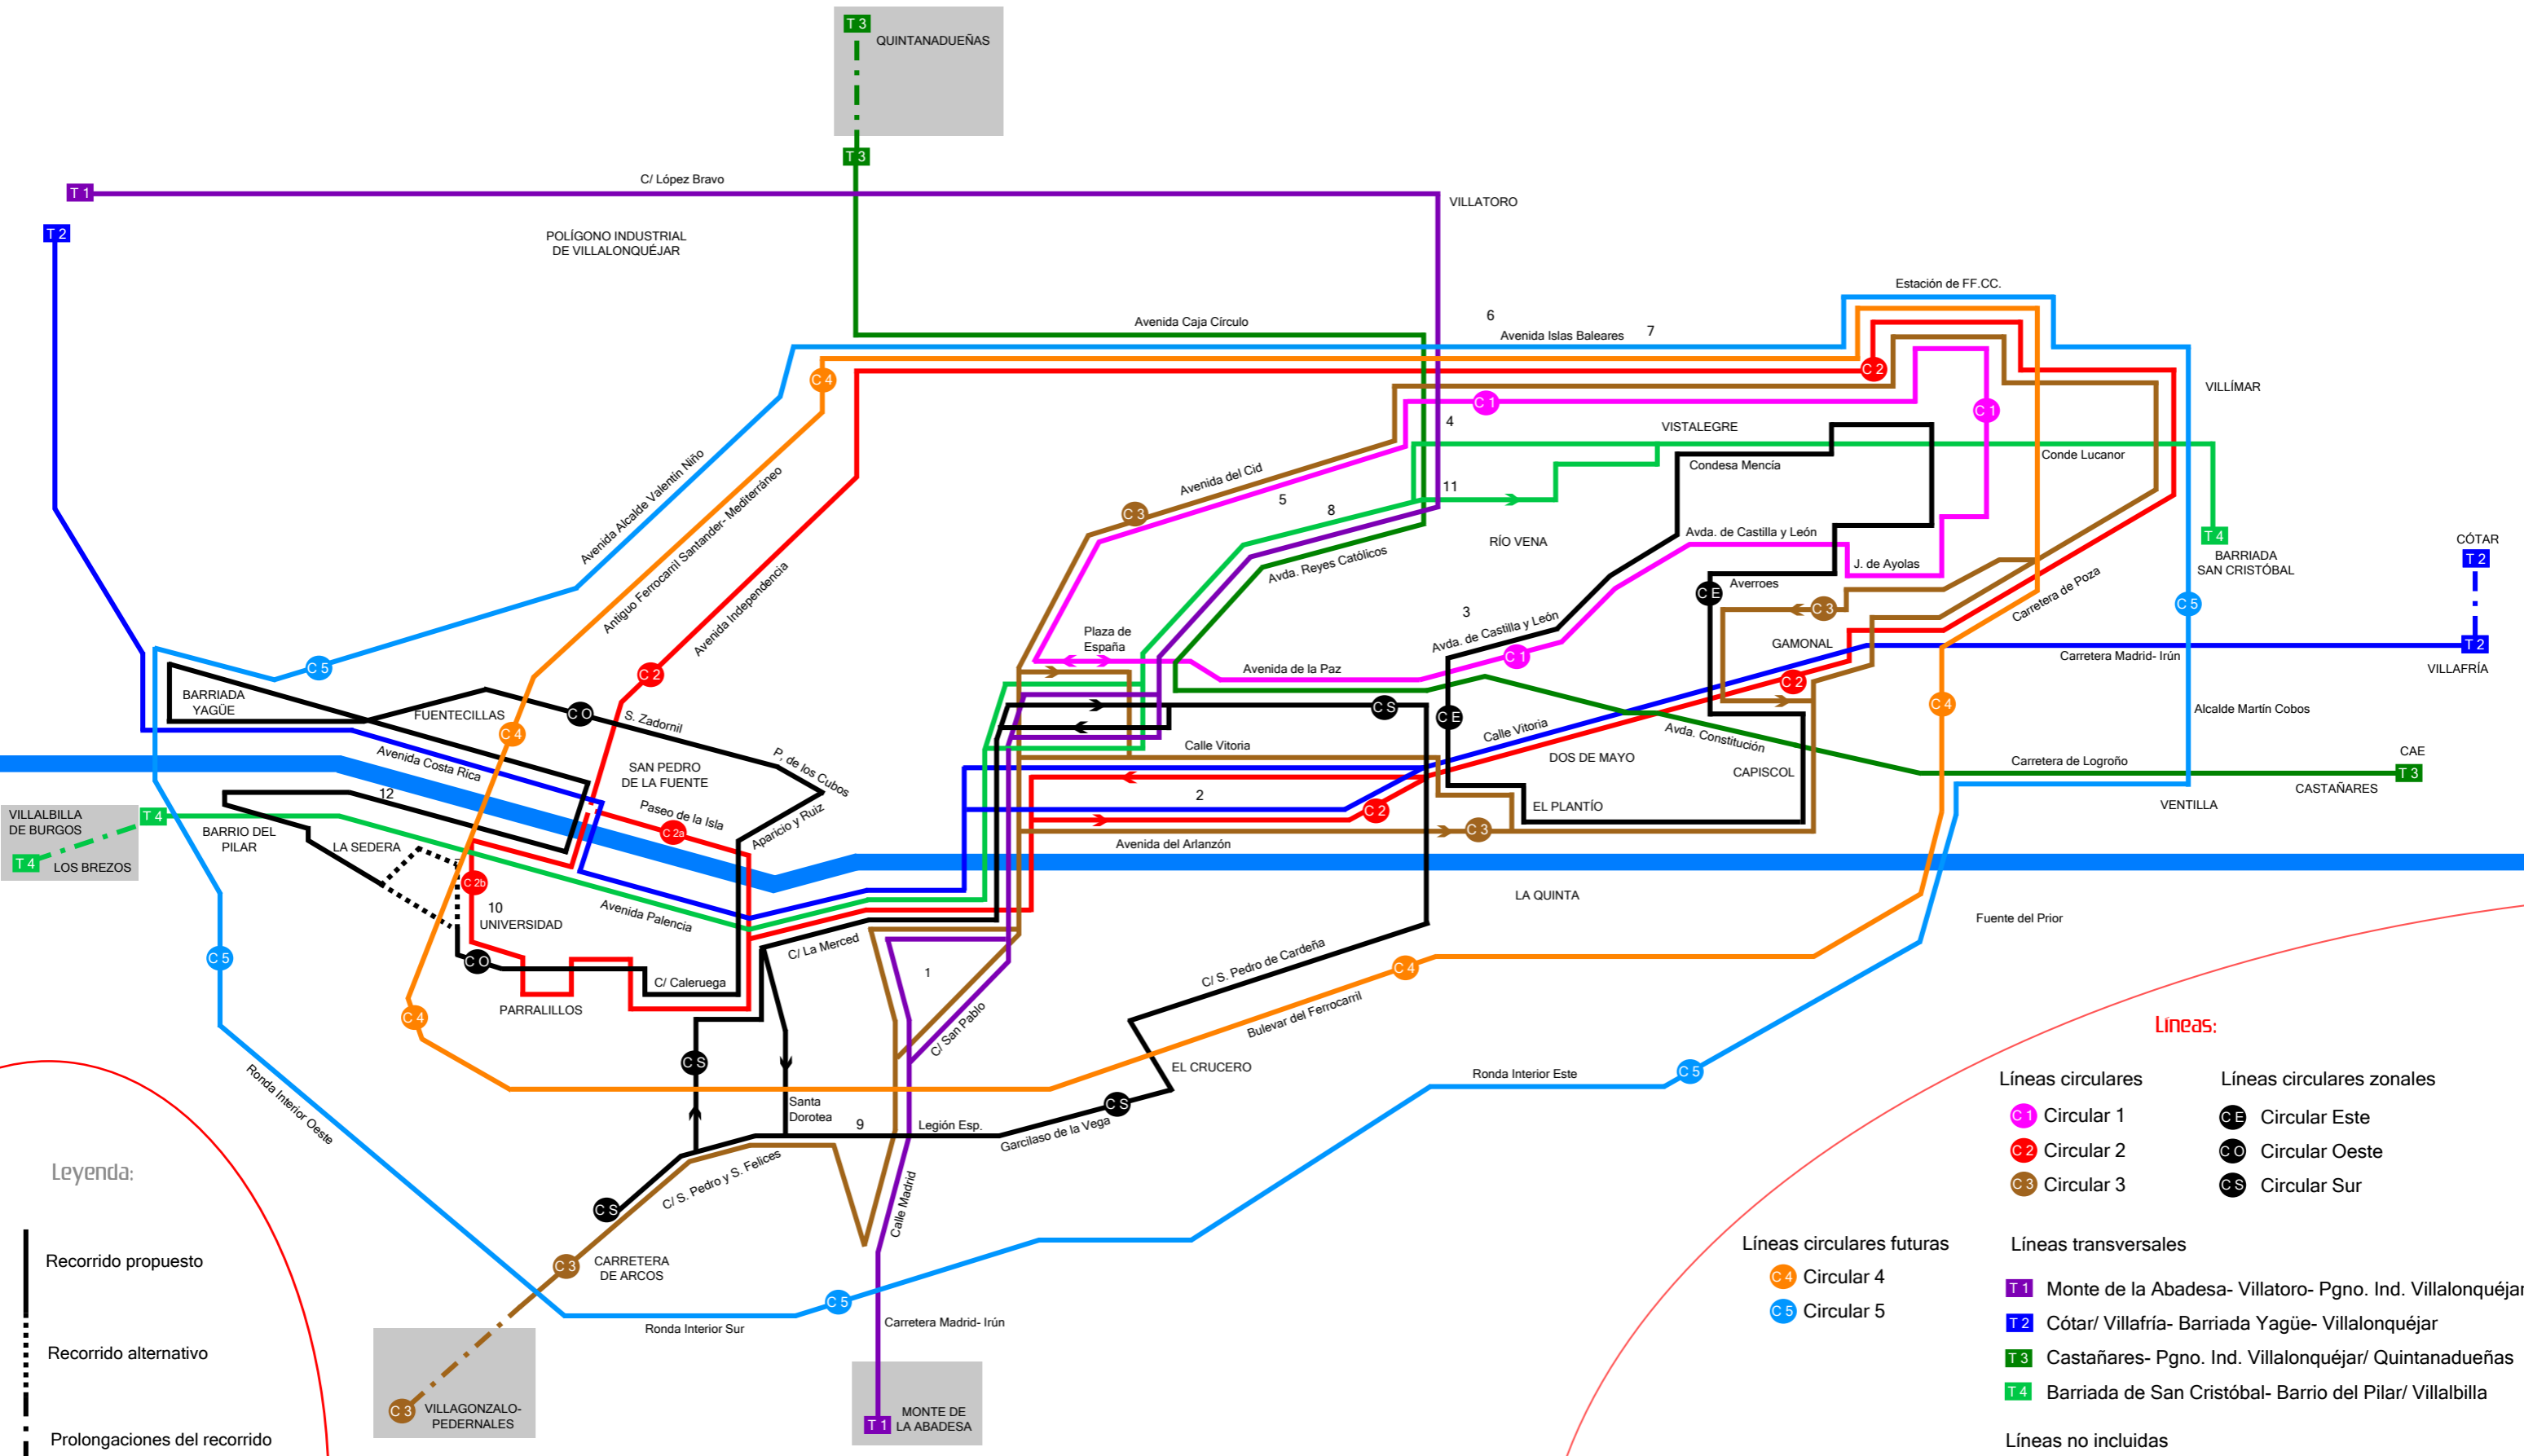 T 3
QUINTANADUEÑAS
T 3
C/ López Bravo
T 1
VILLATORO
T 2
POLÍGONO INDUSTRIAL
DE VILLALONQUÉJAR
Estación de FF.CC.
Avenida Caja Círculo
6
Avenida Islas Baleares
7
C 4
C 2
VILLÍMAR
C 1
C 1
4
VISTALEGRE
Avenida Alcalde Valentín Niño
Antiguo Ferrocarril Santander- Mediterráneo
Avenida del Cid
Condesa Mencía
Conde Lucanor
5
11
8
C 3
RÍO VENA
Avda. de Castilla y León
T 4
BARRIADA
SAN CRISTÓBAL
CÓTAR
T 2
Avda. Reyes Católicos
J. de Ayolas
Averroes
C E
C 3
Carretera de Poza
C 5
Avenida Independencia
3
Plaza de
España
Avda. de Castilla y León
GAMONAL
Carretera Madrid- Irún
T 2
VILLAFRÍA
C 5
C 2
Avenida de la Paz
C 1
C 2
BARRIADA
YAGÜE
FUENTECILLAS
C O
S. Zadornil
C S
C E
C 4
C 4
Alcalde Martín Cobos
Avenida Costa Rica
SAN PEDRO
DE LA FUENTE
P, de los Cubos
Calle Vitoria
Calle Vitoria
Avda. Constitución
DOS DE MAYO
CAPISCOL
Carretera de Logroño
CAE
T 3
CASTAÑARES
12
Paseo de la Isla
2
EL PLANTÍO
VENTILLA
VILLALBILLA
DE BURGOS
T 4
C 2a
Aparicio y Ruiz
C 2
C 3
BARRIO DEL
PILAR
LA SEDERA
Avenida del Arlanzón
T 4
LOS BREZOS
C 2b
LA QUINTA
10
UNIVERSIDAD
Avenida Palencia
Fuente del Prior
C/ La Merced
C/ S. Pedro de Cardeña
C 5
C O
C/ Caleruega
1
C 4
PARRALILLOS
C/ San Pablo
Bulevar del Ferrocarril
C 4
C S
EL CRUCERO
Ronda Interior Este
C 5
Ronda Interior Oeste
Santa
Dorotea
C S
9
Legión Esp.
Garcilaso de la Vega
C/ S. Pedro y S. Felices
C S
Calle Madrid
C 3
CARRETERA
DE ARCOS
C 5
Ronda Interior Sur
Carretera Madrid- Irún
C 3
VILLAGONZALO-
PEDERNALES
T 1
MONTE DE
LA ABADESA
Leyenda:
Recorrido propuesto
Recorrido alternativo
Prolongaciones del recorrido
Líneas:
Líneas circulares
C 1 Circular 1
C 2 Circular 2
C 3 Circular 3
Líneas circulares zonales
C E Circular Este
C O Circular Oeste
C S Circular Sur
Líneas circulares futuras
C 4 Circular 4
C 5 Circular 5
Líneas transversales
T 1 Monte de la Abadesa- Villatoro- Pgno. Ind. Villalonquéjar
T 2 Cótar/ Villafría- Barriada Yagüe- Villalonquéjar
T 3 Castañares- Pgno. Ind. Villalonquéjar/ Quintanadueñas
T 4 Barriada de San Cristóbal- Barrio del Pilar/ Villalbilla
Líneas no incluidas